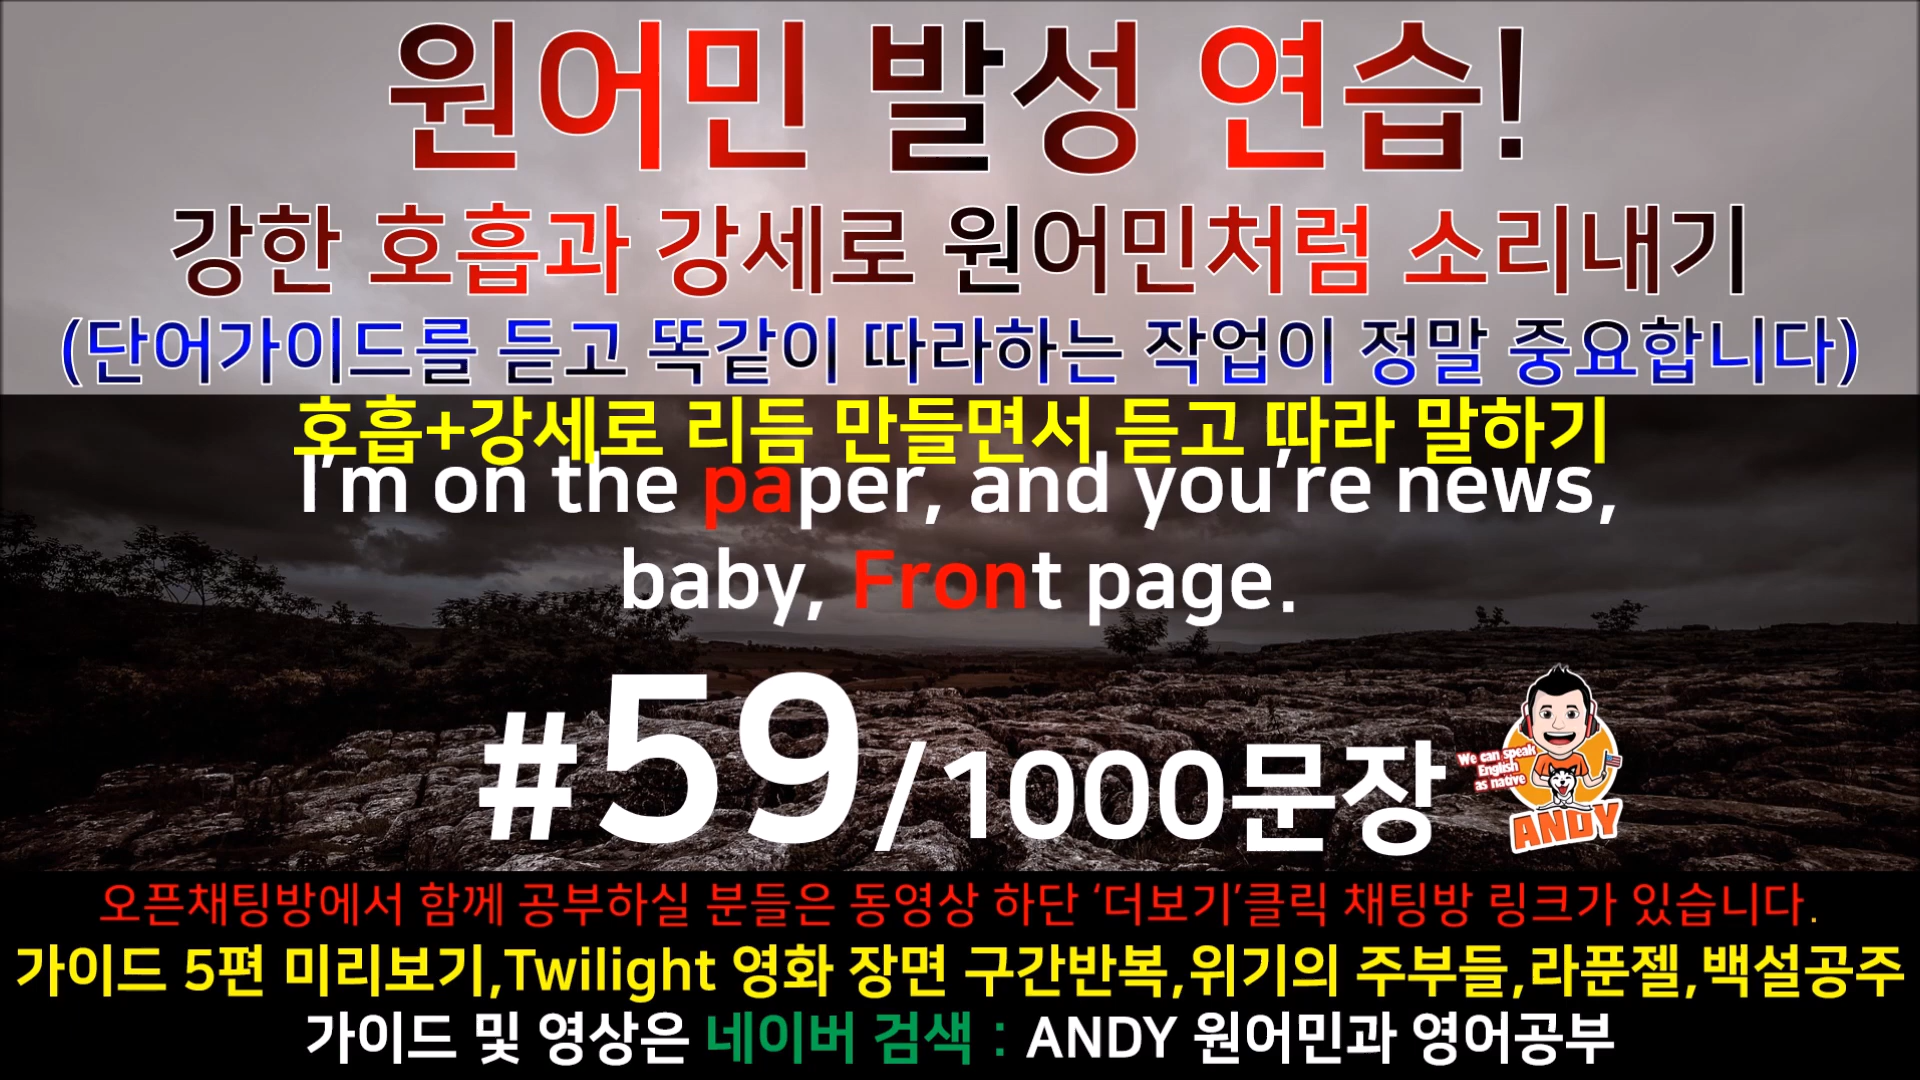 원어민 발성 연습!
강한 호흡과 강세로 원어민처럼 소리내기
(단어가이드를 듣고 똑같이 따라하는 작업이 정말 중요합니다)
호흡+강세로 리듬 만들면서 듣고 따라 말하기
I'm on the paper, and you're news,
baby, Front page.
#59/1000문장
We can speak
English
as native
ANDY
오픈채팅방에서 함께 공부하실 분들은 동영상 하단 ‘더보기’클릭 채팅방 링크가 있습니다.
가이드 5편 미리보기,Twilight 영화 장면 구간반복,위기의 주부들,라푼젤,백설공주
가이드 및 영상은 네이버 검색 : ANDY 원어민과 영어공부